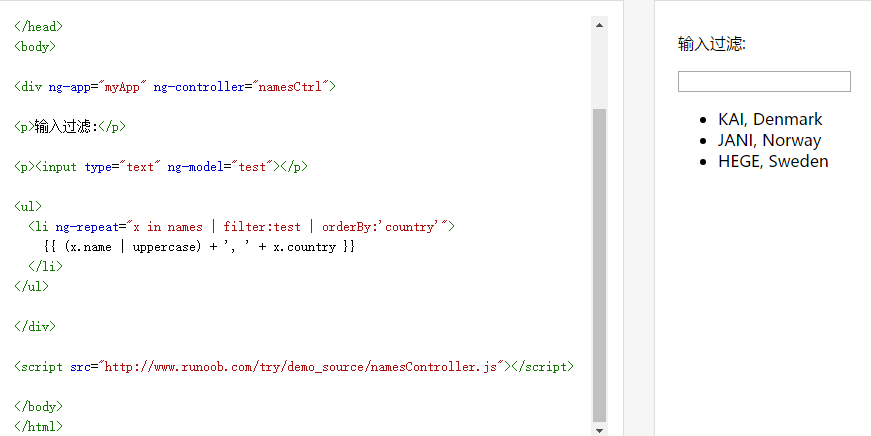 </head>
<body>
<div ng-app="myApp" ng-controller="namesCtrl">
<p>输入过滤:</p>
<p><input type="text" ng-model="test"></p>
<ul>
<li ng-repeat="x in names | filter:test | orderBy:'country'">
{{ (x.name | uppercase) + ', ' + x.country }}
</li>
</ul>
</div>
<script src="http://www.runoob.com/try/demo_source/namesController.js"></script>
</body>
</html>
输入过滤:
KAI, Denmark
JANI, Norway
HEGE, Sweden